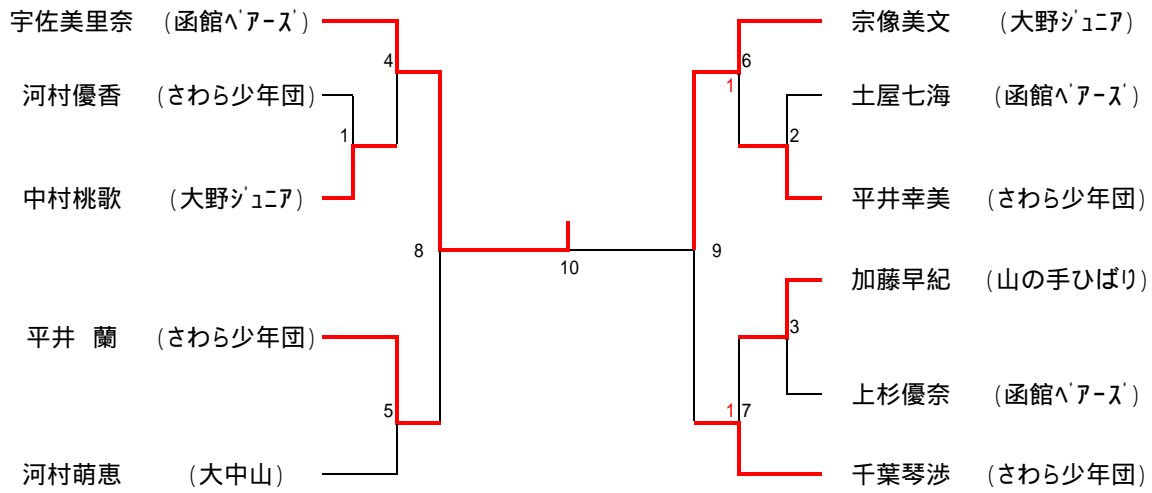 宇佐美里奈 (函館ﾍﾞｱｰｽﾞ)
4
河村優香 (さわら少年団)
1
中村桃歌 (大野ｼﾞｭﾆｱ)
8
平井 蘭 (さわら少年団)
5
河村萌恵 (大中山)
10
宗像美文 (大野ｼﾞｭﾆｱ)
6
1
土屋七海 (函館ﾍﾞｱｰｽﾞ)
2
平井幸美 (さわら少年団)
9
加藤早紀 (山の手ひばり)
3
上杉優奈 (函館ﾍﾞｱｰｽﾞ)
1 7
千葉琴渉 (さわら少年団)